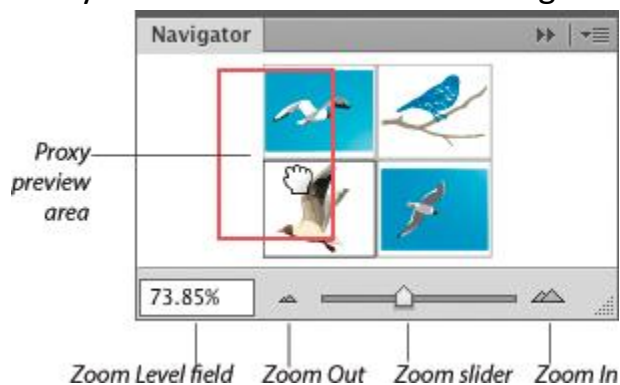 Navigator
Proxy
preview
area
73.85%
Zoom Level field Zoom Out Zoom slider Zoom In